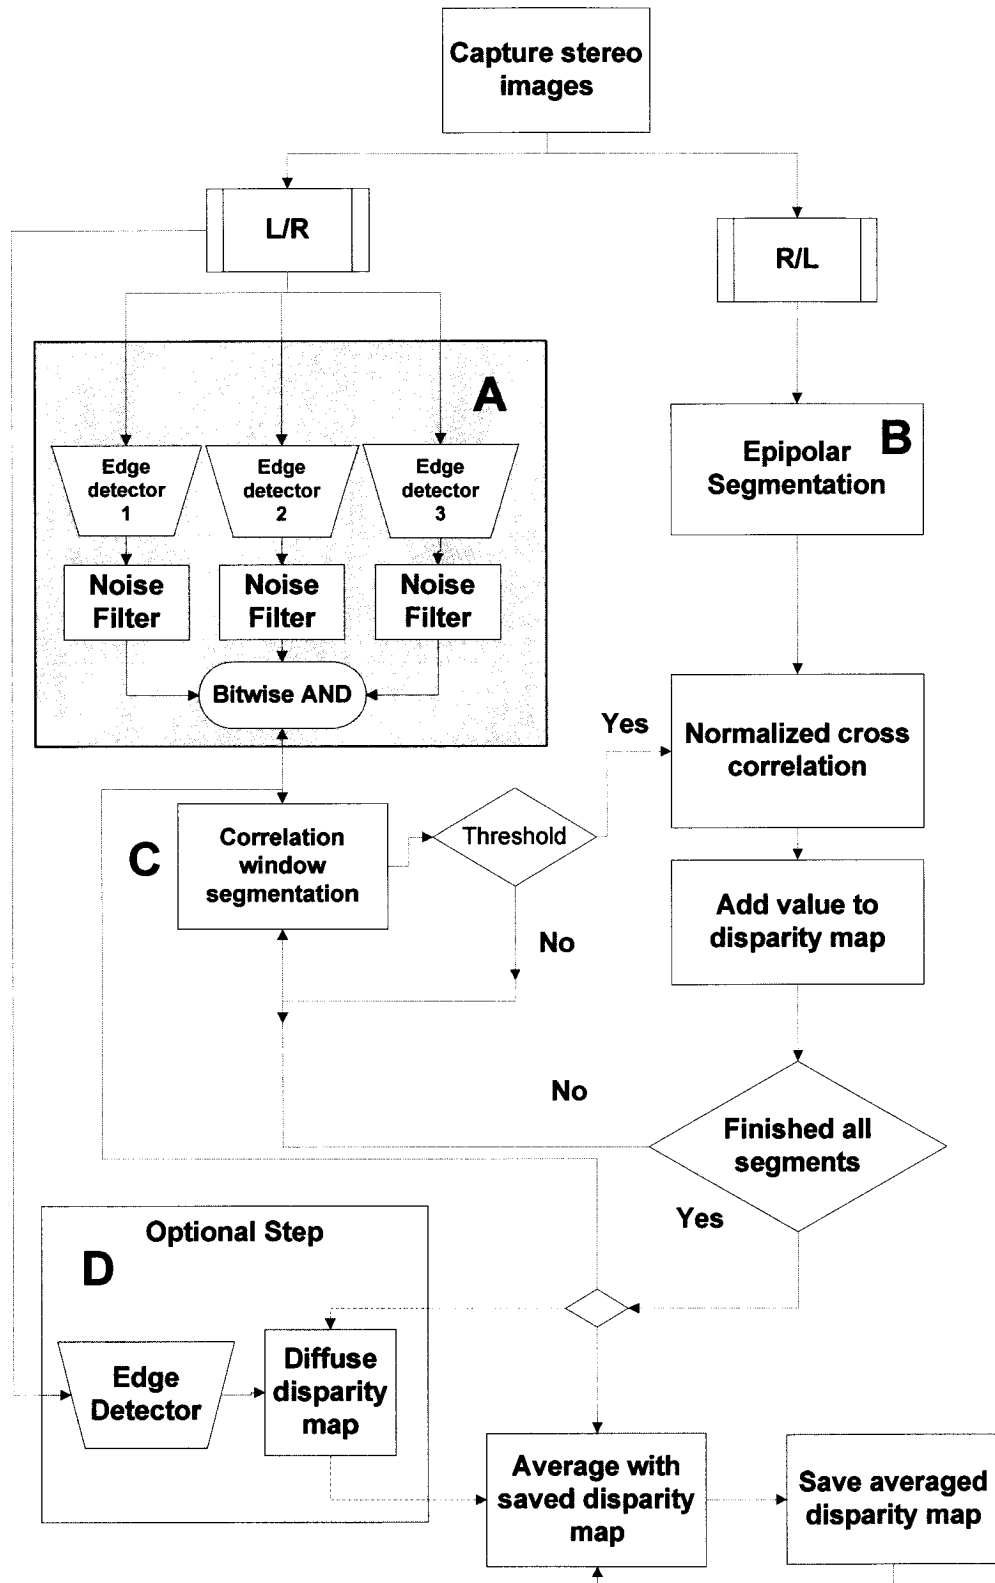 Capture stereo
images
L/R
R/L
A
B
Edge
detector
1
Edge
detector
2
Edge
detector
3
Epipolar
Segmentation
Noise
Filter
Noise
Filter
Noise
Filter
Bitwise AND
Yes
Normalized cross
correlation
C
Correlation
window
segmentation
Threshold
No
Add value to
disparity map
No
Finished all
segments
Yes
Optional Step
D
Edge
Detector
Diffuse
disparity
map
Average with
saved disparity
map
Save averaged
disparity map